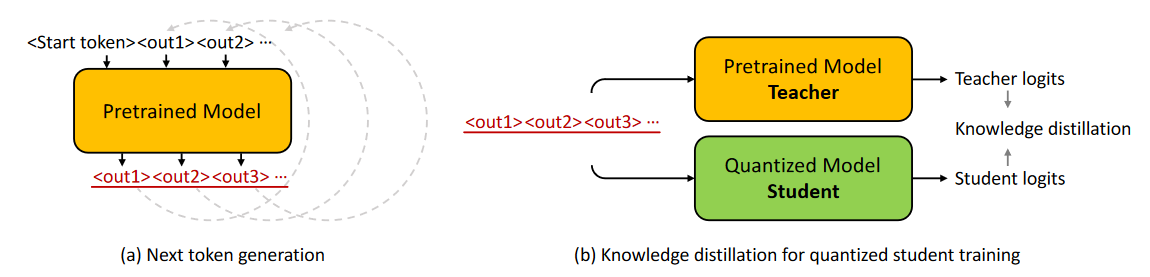 <Start token><out1><out2> ...
Pretrained Model
<out1><out2><out3> ...
(a) Next token generation
<out1><out2><out3> ...
Pretrained Model
Teacher
Quantized Model
Student
Teacher logits
Knowledge distillation
Student logits
(b) Knowledge distillation for quantized student training